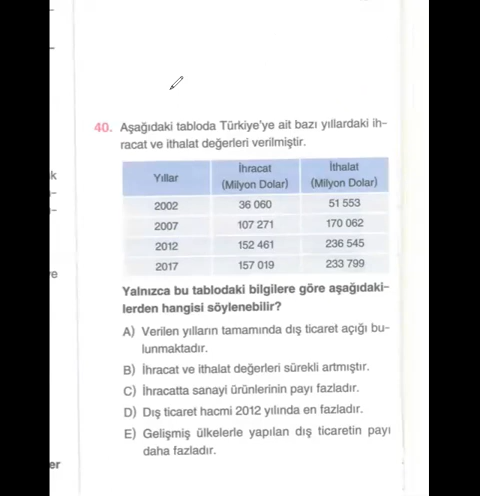 40. Aşağıdaki tabloda Türkiye'ye ait bazı yıllardaki ih-
racat ve ithalat değerleri verilmiştir.
Yıllar İhracat (Milyon Dolar) İthalat (Milyon Dolar)
2002 36 060 51 553
2007 107 271 170 062
2012 152 461 236 545
2017 157 019 233 799
Yalnızca bu tablodaki bilgilere göre aşağıdaki-
lerden hangisi söylenebilir?
A) Verilen yılların tamamında dış ticaret açığı bu-
lunmaktadır.
B) İhracat ve ithalat değerleri sürekli artmıştır.
C) İhracatta sanayi ürünlerinin payı fazladır.
D) Dış ticaret hacmi 2012 yılında en fazladır.
E) Gelişmiş ülkelerle yapılan dış ticaretin payı
daha fazladır.